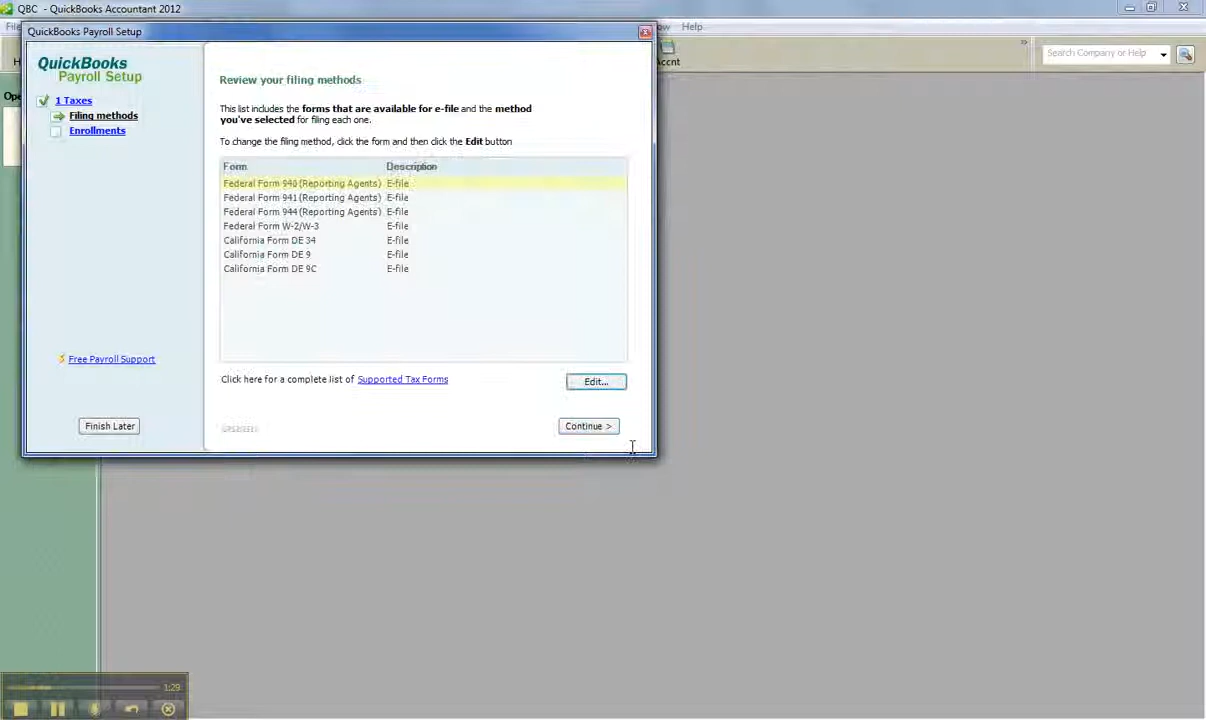 QBC - QuickBooks Accountant 2012
QuickBooks Payroll Setup
Help
QuickBooks
Payroll Setup
Accnt
Search Company or Help
1 Taxes
Filing methods
Enrollments
Review your filing methods
This list includes the forms that are available for e-file and the method
you've selected for filing each one.
To change the filing method, click the form and then click the Edit button
Form Description
Federal Form 940 (Reporting Agents) E-file
Federal Form 941 (Reporting Agents) E-file
Federal Form 944 (Reporting Agents) E-file
Federal Form W-2/W-3 E-file
California Form DE 34 E-file
California Form DE 9 E-file
California Form DE 9C E-file
Free Payroll Support
Click here for a complete list of Supported Tax Forms
Edit...
Finish Later
Continue >
1:29